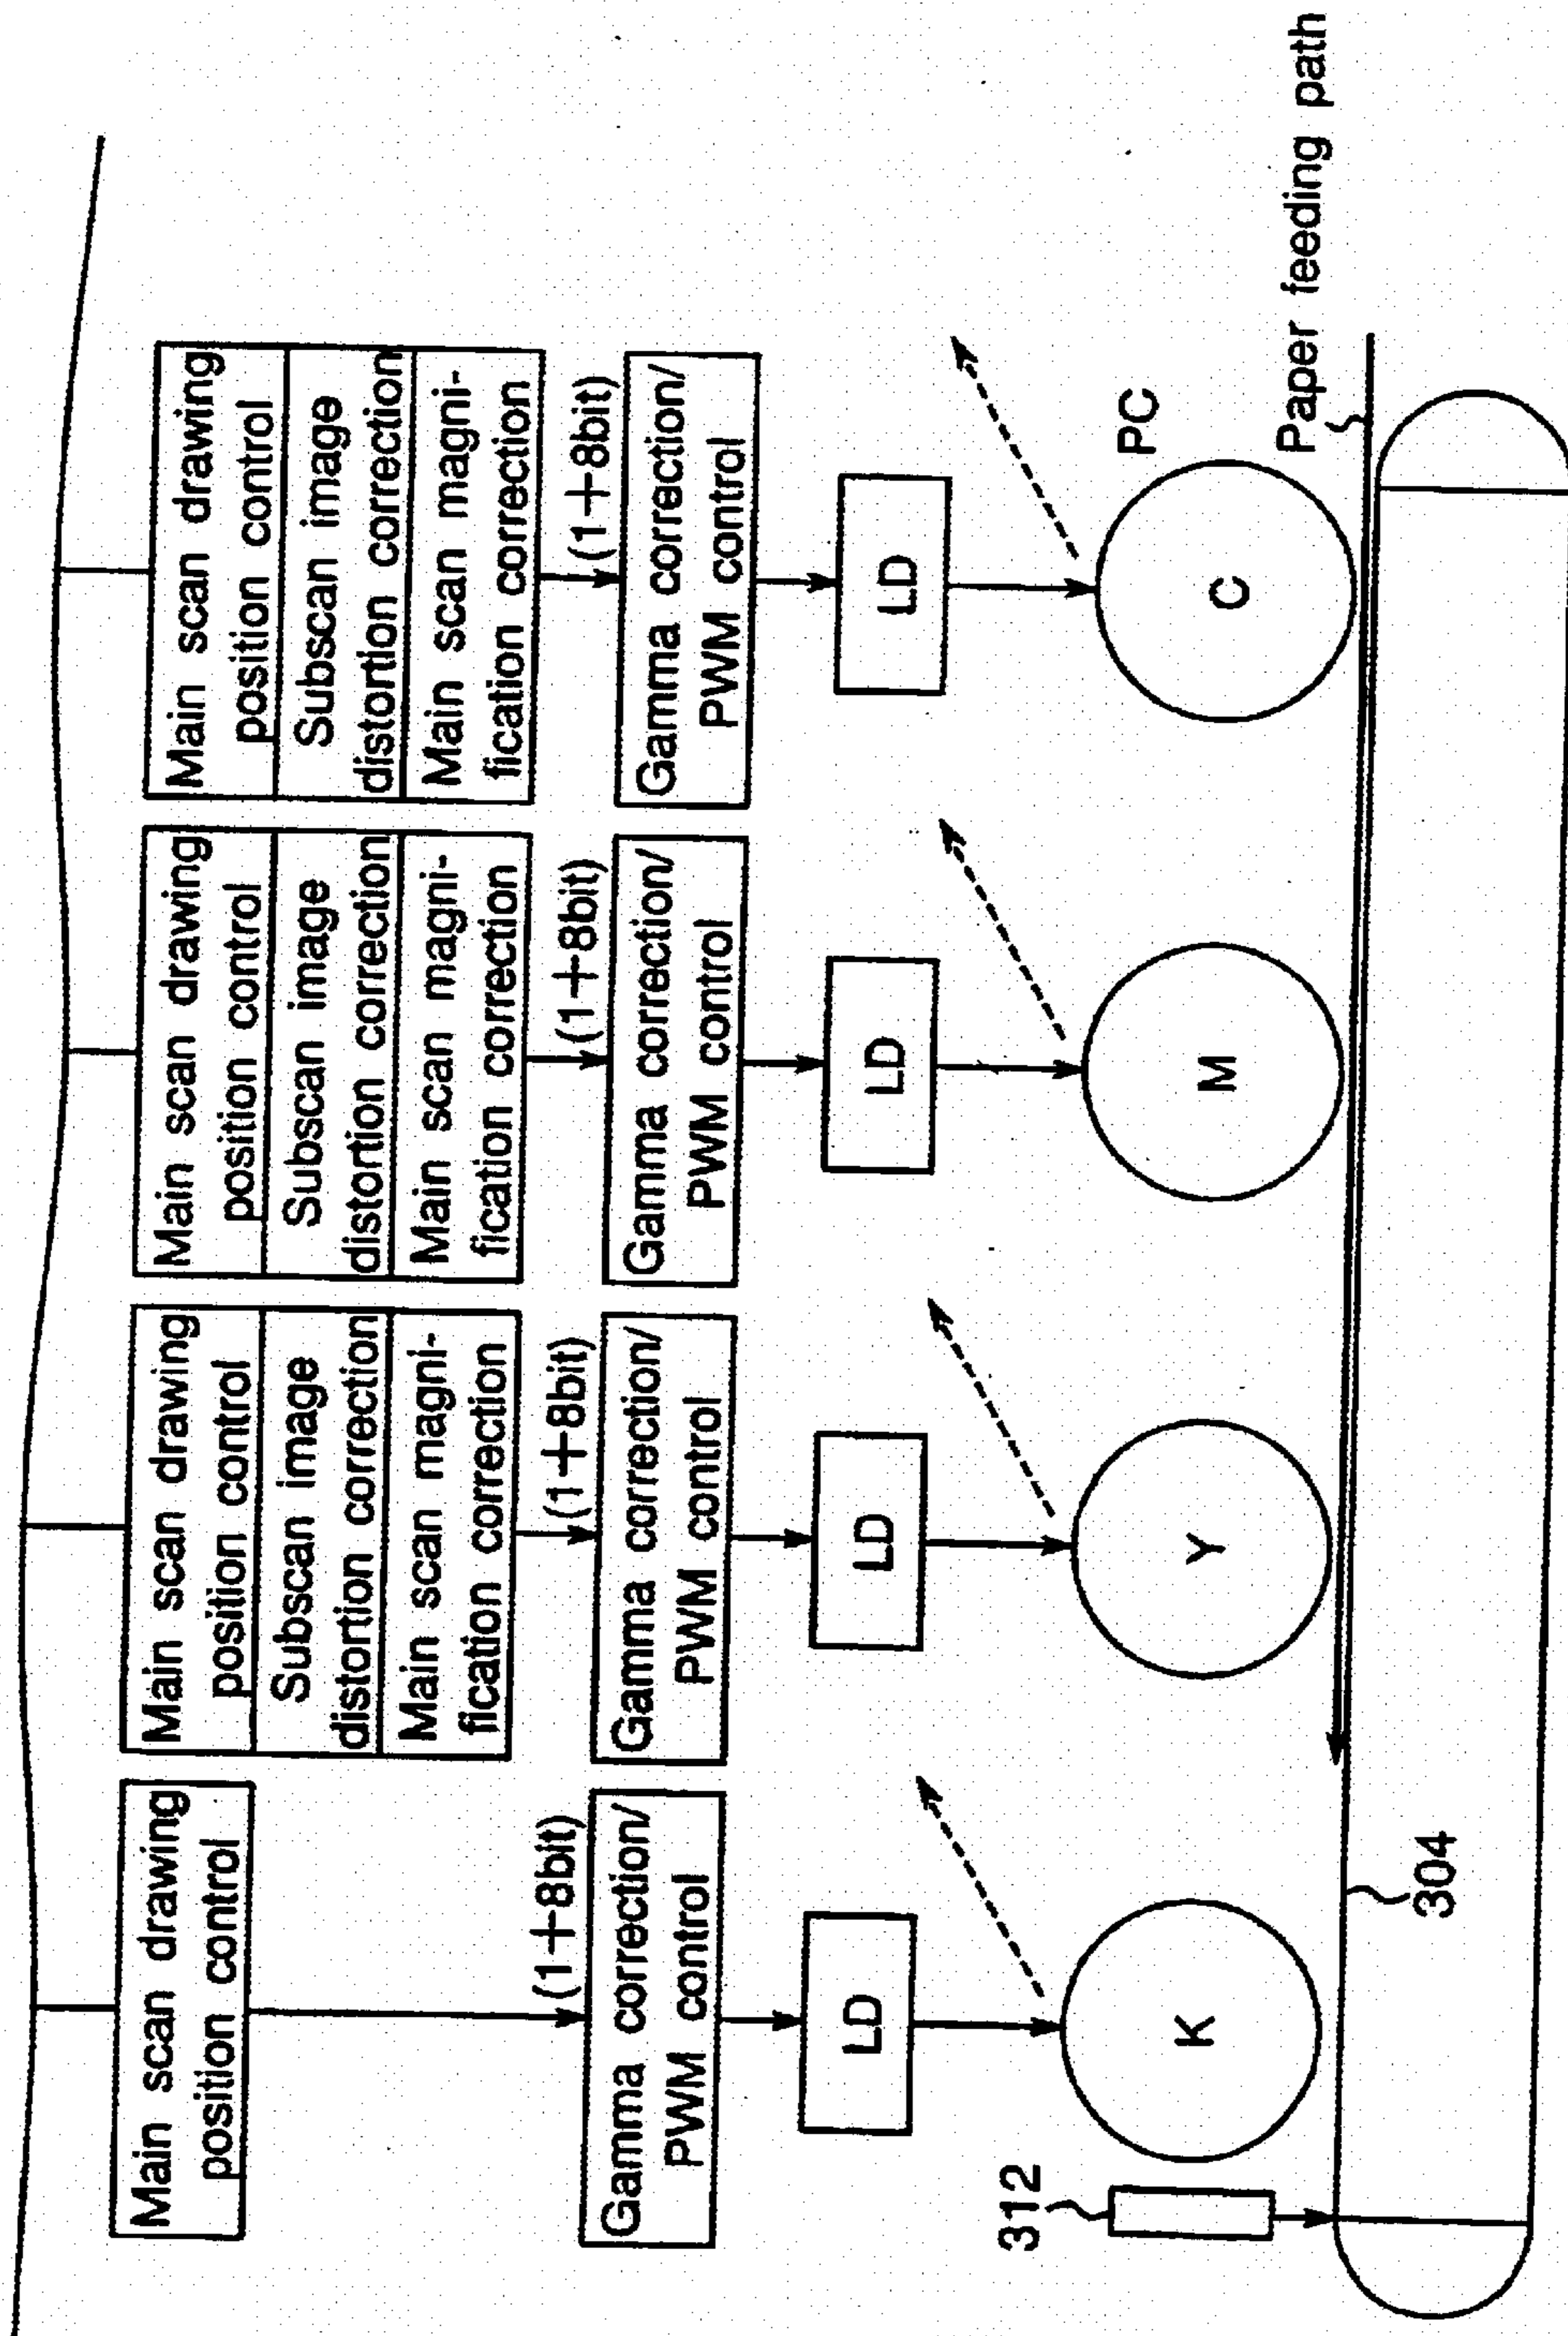 Main scan drawing
position control
(1+8bit)
Gamma correction/
PWM control
LD
K
312
304
Main scan drawing
position control
Subscan image
distortion correction
Main scan magni-
fication correction
(1+8bit)
Gamma correction/
PWM control
LD
Y
Main scan drawing
position control
Subscan image
distortion correction
Main scan magni-
fication correction
(1+8bit)
Gamma correction/
PWM control
LD
M
Main scan drawing
position control
Subscan image
distortion correction
Main scan magni-
fication correction
(1+8bit)
Gamma correction/
PWM control
LD
C
PC
Paper feeding path